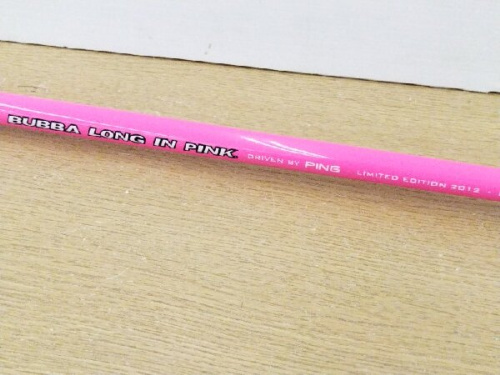 BUBBA LONG IN PINK. DRIVEN BY PING LIMITED EDITION 2012